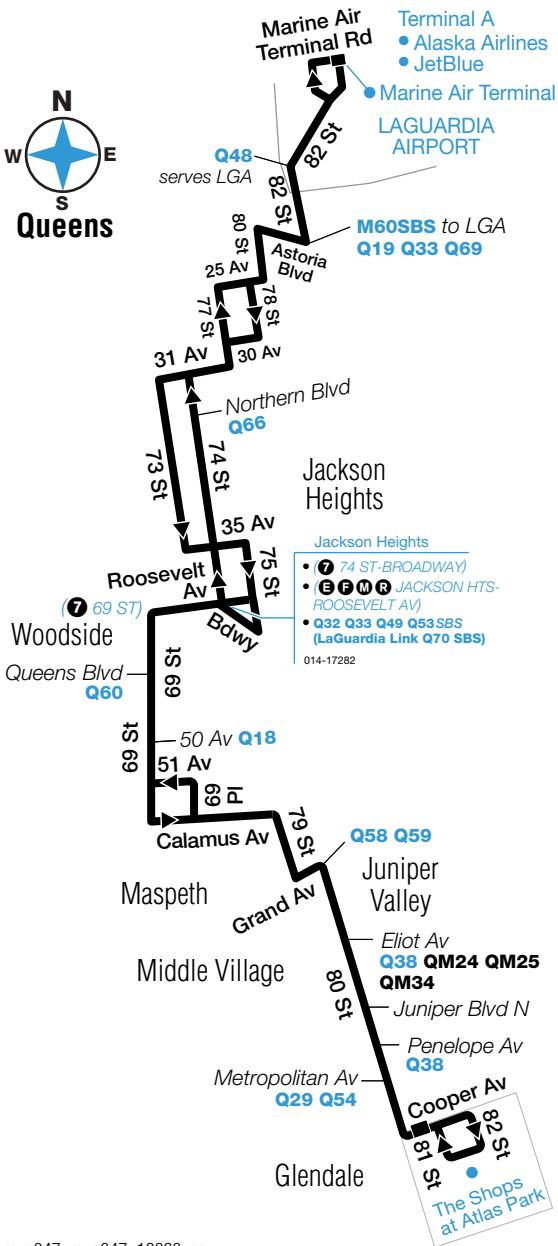 Marine Air
Terminal Rd
Terminal A
• Alaska Airlines
• JetBlue
Marine Air Terminal
LAGUARDIA
AIRPORT
N
W
E
S
Queens
82 St
Q48
serves LGA
82 St
M60SBS to LGA
Q19 Q33 Q69
80 St
Astoria
Blvd
25 Av
77 St
78 St
30 Av
31 Av
Northern Blvd
Q66
73 St
74 St
Jackson
Heights
35 Av
75 St
Roosevelt
Av
Bdwy
Jackson Heights
• (7 74 ST-BROADWAY)
• (E F M R JACKSON HTS-
ROOSEVELT AV)
• Q32 Q33 Q49 Q53SBS
(LaGuardia Link Q70 SBS)
014-17282
(7 69 ST)
Woodside
Queens Blvd
Q60
69 St
69 St
50 Av Q18
51 Av
69 Pl
Calamus Av
79 St
Grand Av
Q58 Q59
Maspeth
Juniper
Valley
Middle Village
Eliot Av
Q38 QM24 QM25
QM34
80 St
Juniper Blvd N
Penelope Av
Q38
Metropolitan Av
Q29 Q54
Cooper Av
81 St
82 St
Glendale
The Shops
at Atlas Park